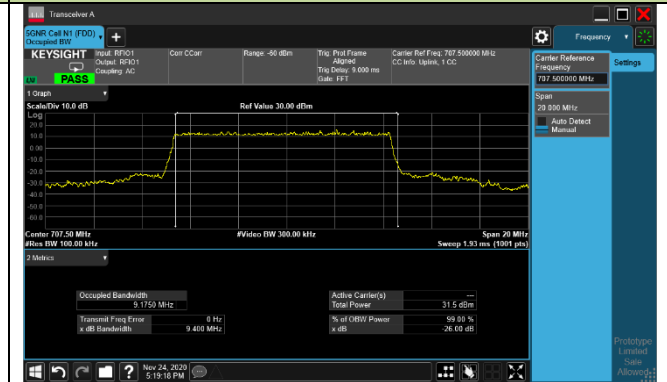 Transceiver A
5GNR Cell N1 (FDD)
Occupied BW
Frequency
KEYSIGHT
Input: RFIO1
Output: RFIO1
Coupling: AC
Corr CCorr
Range: -60 dBm
Trig: Prot Frame
Aligned
Trig Delay: 9.000 ms
Gate: FFT
Carrier Ref Freq: 707.500000 MHz
CC Info: Uplink, 1 CC
PASS
Carrier Reference
Frequency
707.500000 MHz
Settings
Span
20.000 MHz
Auto Detect
Manual
1 Graph
Scale/Div 10.0 dB
Ref Value 30.00 dBm
Log
20.0
10.0
0.00
-10.0
-20.0
-30.0
-40.0
-50.0
-60.0
Center 707.50 MHz
#Video BW 300.00 kHz
Span 20 MHz
#Res BW 100.00 kHz
Sweep 1.93 ms (1001 pts)
2 Metrics
Occupied Bandwidth
9.1750 MHz
Active Carrier(s)
---
Total Power
31.5 dBm
Transmit Freq Error
0 Hz
% of OBW Power
99.00 %
x dB Bandwidth
9.400 MHz
x dB
-26.00 dB
Prototype
Limited
Sale
Allowed
Nov 24, 2020
5:19:18 PM